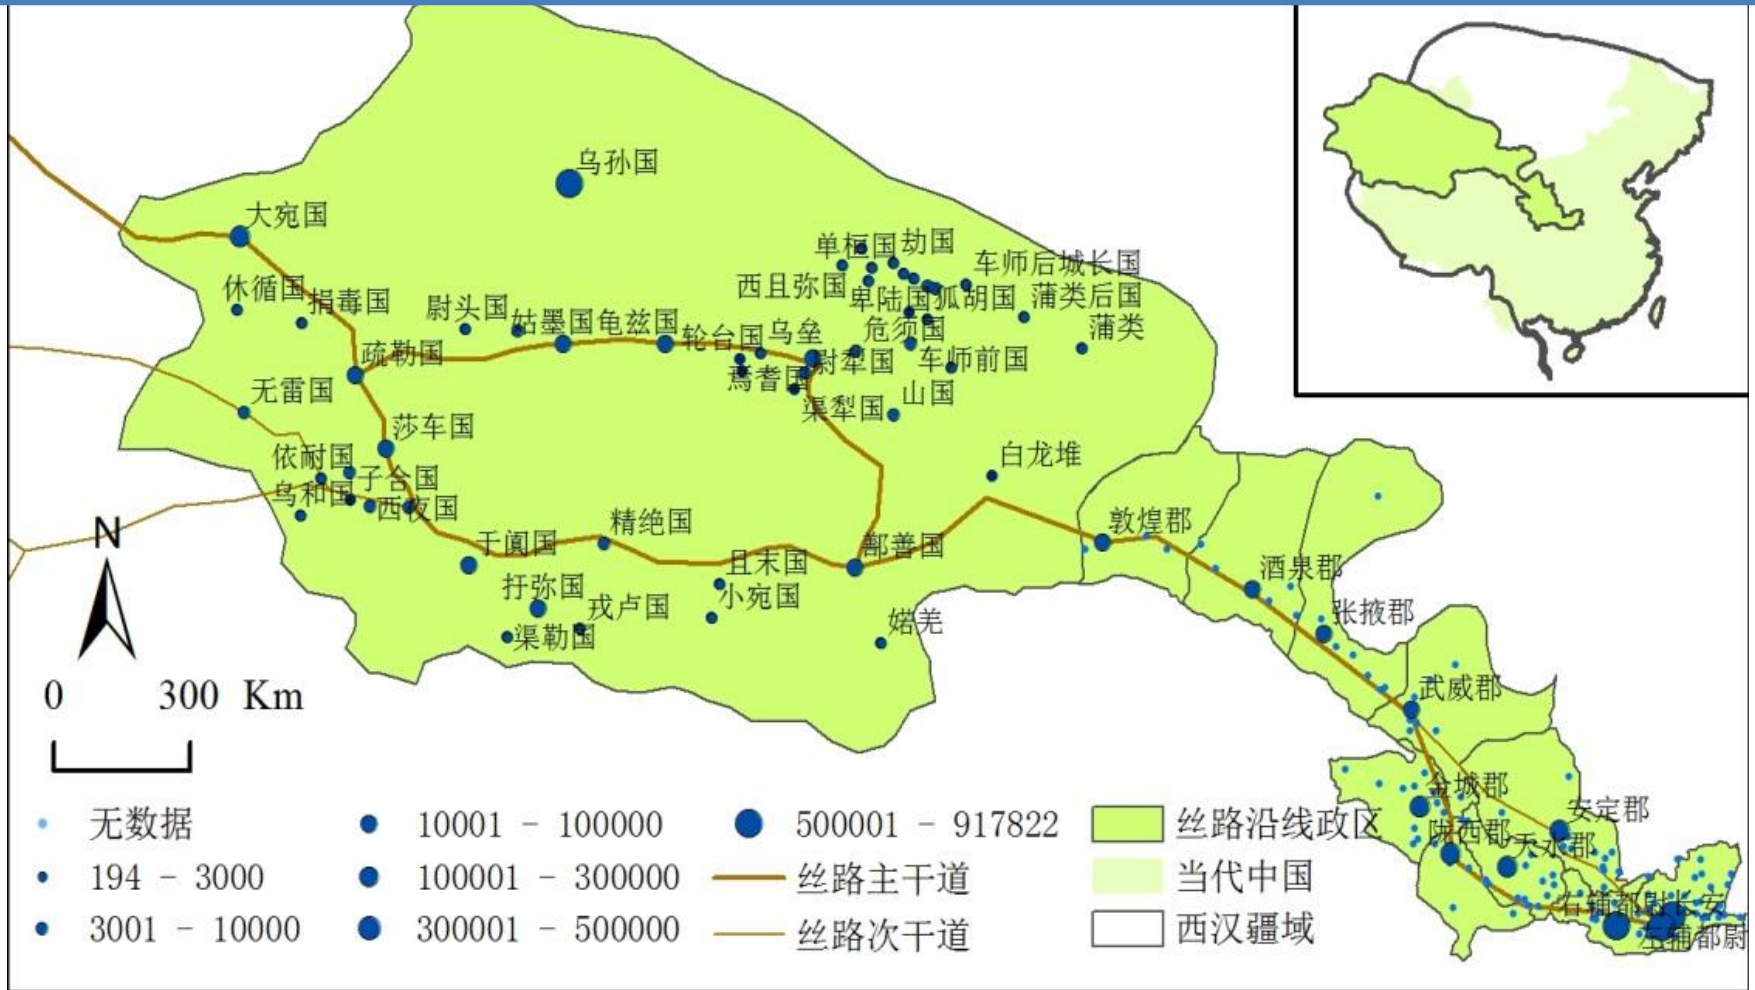 乌孙国
大宛国
单桓国 劫国
车师后城长国
休循国
捐毒国
西且弥国
卑陆国 狐胡国 蒲类后国
尉头国
姑墨国 龟兹国
轮台国 乌垒
危须国
蒲类
疏勒国
尉犁国 车师前国
焉耆国
无雷国
渠犁国 山国
莎车国
依耐国
子合国
白龙堆
乌和国
西夜国
N
于阗国
精绝国
鄯善国
敦煌郡
且末国
扜弥国
戎卢国
小宛国
酒泉郡
渠勒国
婼羌
张掖郡
0 300 Km
武威郡
金城郡
安定郡
陇西郡
天水郡
右辅都尉 长安
左辅都尉
无数据
194 - 3000
3001 - 10000
10001 - 100000
100001 - 300000
300001 - 500000
500001 - 917822
丝路主干道
丝路次干道
丝路沿线政区
当代中国
西汉疆域